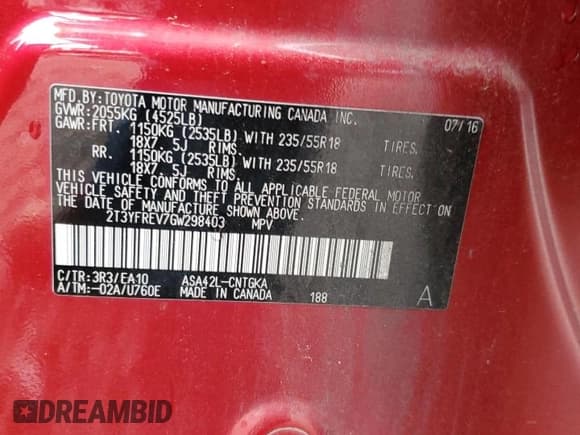 MFD.BY:TOYOTA MOTOR MANUFACTURING CANADA INC.
07/16
GVWR:2055KG (4525LB)
GAWR:FRT. 1150KG (2535LB) WITH 235/55R18 TIRES,
18X7. 5J RIMS,
RR. 1150KG (2535LB) WITH 235/55R18 TIRES,
18X7. 5J RIMS.
THIS VEHICLE CONFORMS TO ALL APPLICABLE FEDERAL MOTOR
VEHICLE SAFETY AND THEFT PREVENTION STANDARDS IN EFFECT ON
THE DATE OF MANUFACTURE SHOWN ABOVE.
2T3YFREV7GW298403 MPV
C/TR:3R3/EA10 ASA42L-CNTGKA
A/TM:-02A/U760E MADE IN CANADA 188
A
DREAMBID